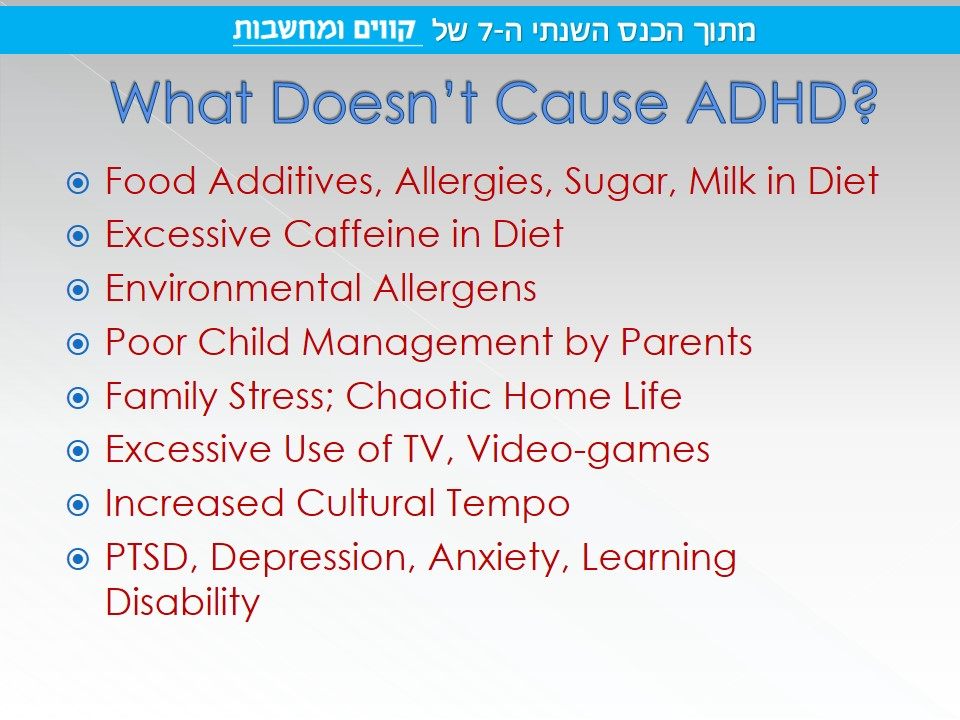 מתוך הכנס השנתי ה-7 של קווים ומחשבות
What Doesn’t Cause ADHD?
Food Additives, Allergies, Sugar, Milk in Diet
Excessive Caffeine in Diet
Environmental Allergens
Poor Child Management by Parents
Family Stress; Chaotic Home Life
Excessive Use of TV, Video-games
Increased Cultural Tempo
PTSD, Depression, Anxiety, Learning
Disability